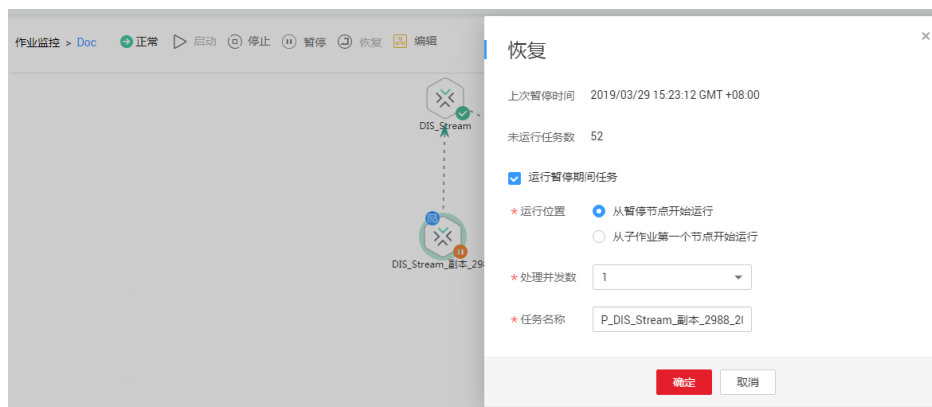 作业监控 > Doc 正常 启动 停止 暂停 恢复 编辑
DIS_Stream
DIS_Stream_副本_29
恢复
上次暂停时间 2019/03/29 15:23:12 GMT +08:00
未运行任务数 52
运行暂停期间任务
* 运行位置 从暂停节点开始运行
从子作业第一个节点开始运行
* 处理并发数 1
* 任务名称 P_DIS_Stream_副本_2988_2(
确定 取消